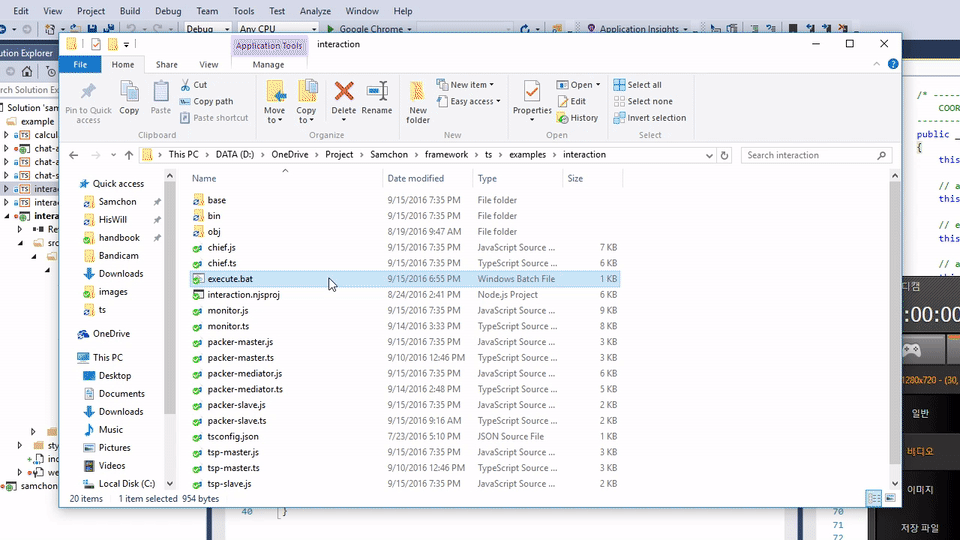 Edit View Project Build Debug Team Tools Test Analyze Window Help
Debug Any CPU Google Chrome Application Insights
Application Tools interaction
File Home Share View Manage
Pin to Quick access
Copy
Paste
Cut
Copy path
Paste shortcut
Clipboard
Move to
Copy to
Delete
Rename
Organize
New folder
New item
Easy access
New
Properties
Open
Edit
History
Open
Select all
Select none
Invert selection
Select
This PC DATA (D:) OneDrive Project Samchon framework ts examples interaction
Search interaction
Name Date modified Type Size
base 9/15/2016 7:35 PM File folder
bin 9/15/2016 7:35 PM File folder
obj 8/19/2016 9:47 AM File folder
chief.js 9/15/2016 7:35 PM JavaScript Source ... 7 KB
chief.ts 9/15/2016 7:35 PM TypeScript Source ... 6 KB
execute.bat 9/15/2016 6:55 PM Windows Batch File 1 KB
interaction.njsproj 8/24/2016 2:41 PM Node.js Project 6 KB
monitor.js 9/15/2016 7:35 PM JavaScript Source ... 9 KB
monitor.ts 9/14/2016 3:33 PM TypeScript Source ... 8 KB
packer-master.js 9/15/2016 7:35 PM JavaScript Source ... 3 KB
packer-master.ts 9/10/2016 12:46 PM TypeScript Source ... 3 KB
packer-mediator.js 9/15/2016 7:35 PM JavaScript Source ... 6 KB
packer-mediator.ts 9/14/2016 2:48 PM TypeScript Source ... 5 KB
packer-slave.js 9/15/2016 7:35 PM JavaScript Source ... 2 KB
packer-slave.ts 9/15/2016 9:16 AM TypeScript Source ... 2 KB
tsconfig.json 7/23/2016 5:10 PM JSON Source File 1 KB
tsp-master.js 9/15/2016 7:35 PM JavaScript Source ... 3 KB
tsp-master.ts 9/10/2016 12:46 PM TypeScript Source ... 3 KB
tsp-slave.js 9/15/2016 7:35 PM JavaScript Source ... 2 KB
Quick access
Samchon
HisWill
handbook
Bandicam
Downloads
images
ts
OneDrive
This PC
Desktop
Documents
Downloads
Music
Pictures
Videos
Local Disk (C:)
20 items 1 item selected 954 bytes
ution Explorer
arch Solution Explo
Solution 'sam
example
calcul
chat-a
chat-a
chat-s
intera
intera
intera
Re
src
sty
ind
we
samchon
40 }
/* -----
COOR
public
{
this
// a
this
// e
this
// a
this
70
71
72
디캠
:00:00
1280x720 - (30,
일반
비디오
이미지
저장 파일